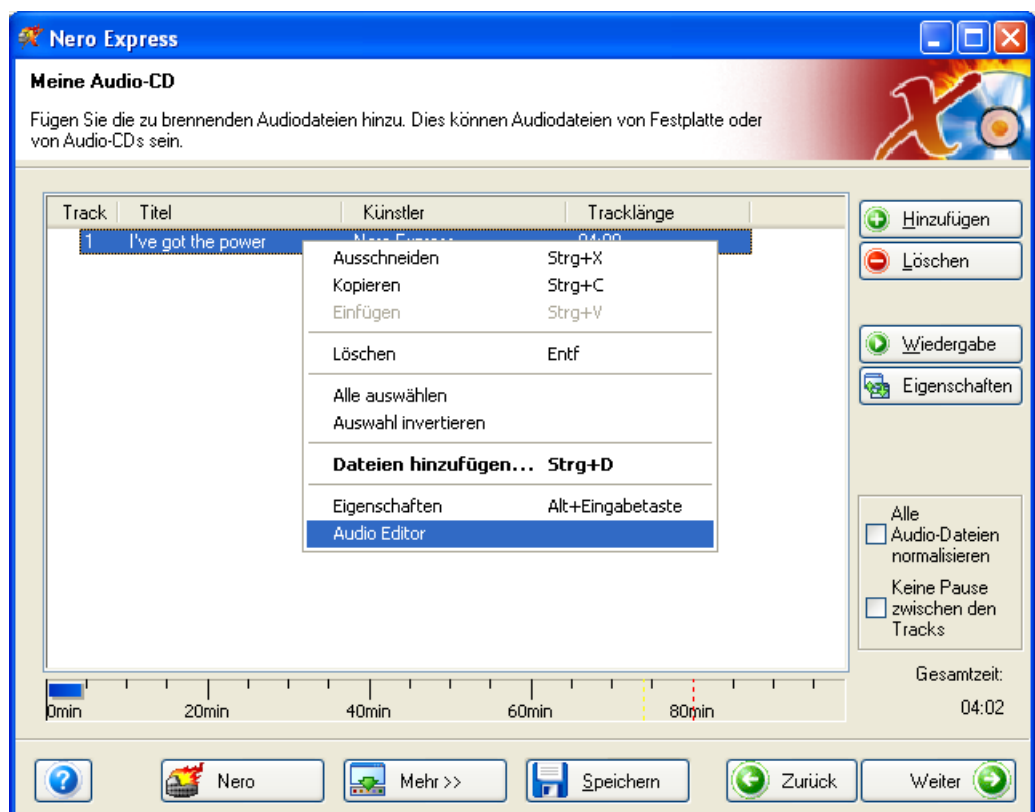 Nero Express
Meine Audio-CD
Fügen Sie die zu brennenden Audiodateien hinzu. Dies können Audiodateien von Festplatte oder
von Audio-CDs sein.
Track Titel Künstler Tracklänge
1 I've got the power Nero Express
Ausschneiden Strg+X
Kopieren Strg+C
Einfügen Strg+V
Löschen Entf
Alle auswählen
Auswahl invertieren
Dateien hinzufügen... Strg+D
Eigenschaften Alt+Eingabetaste
Audio Editor
Hinzufügen
Löschen
Wiedergabe
Eigenschaften
Alle
Audio-Dateien
normalisieren
Keine Pause
zwischen den
Tracks
Gesamtzeit:
04:02
0min 20min 40min 60min 80min
Nero Mehr >> Speichern Zurück Weiter